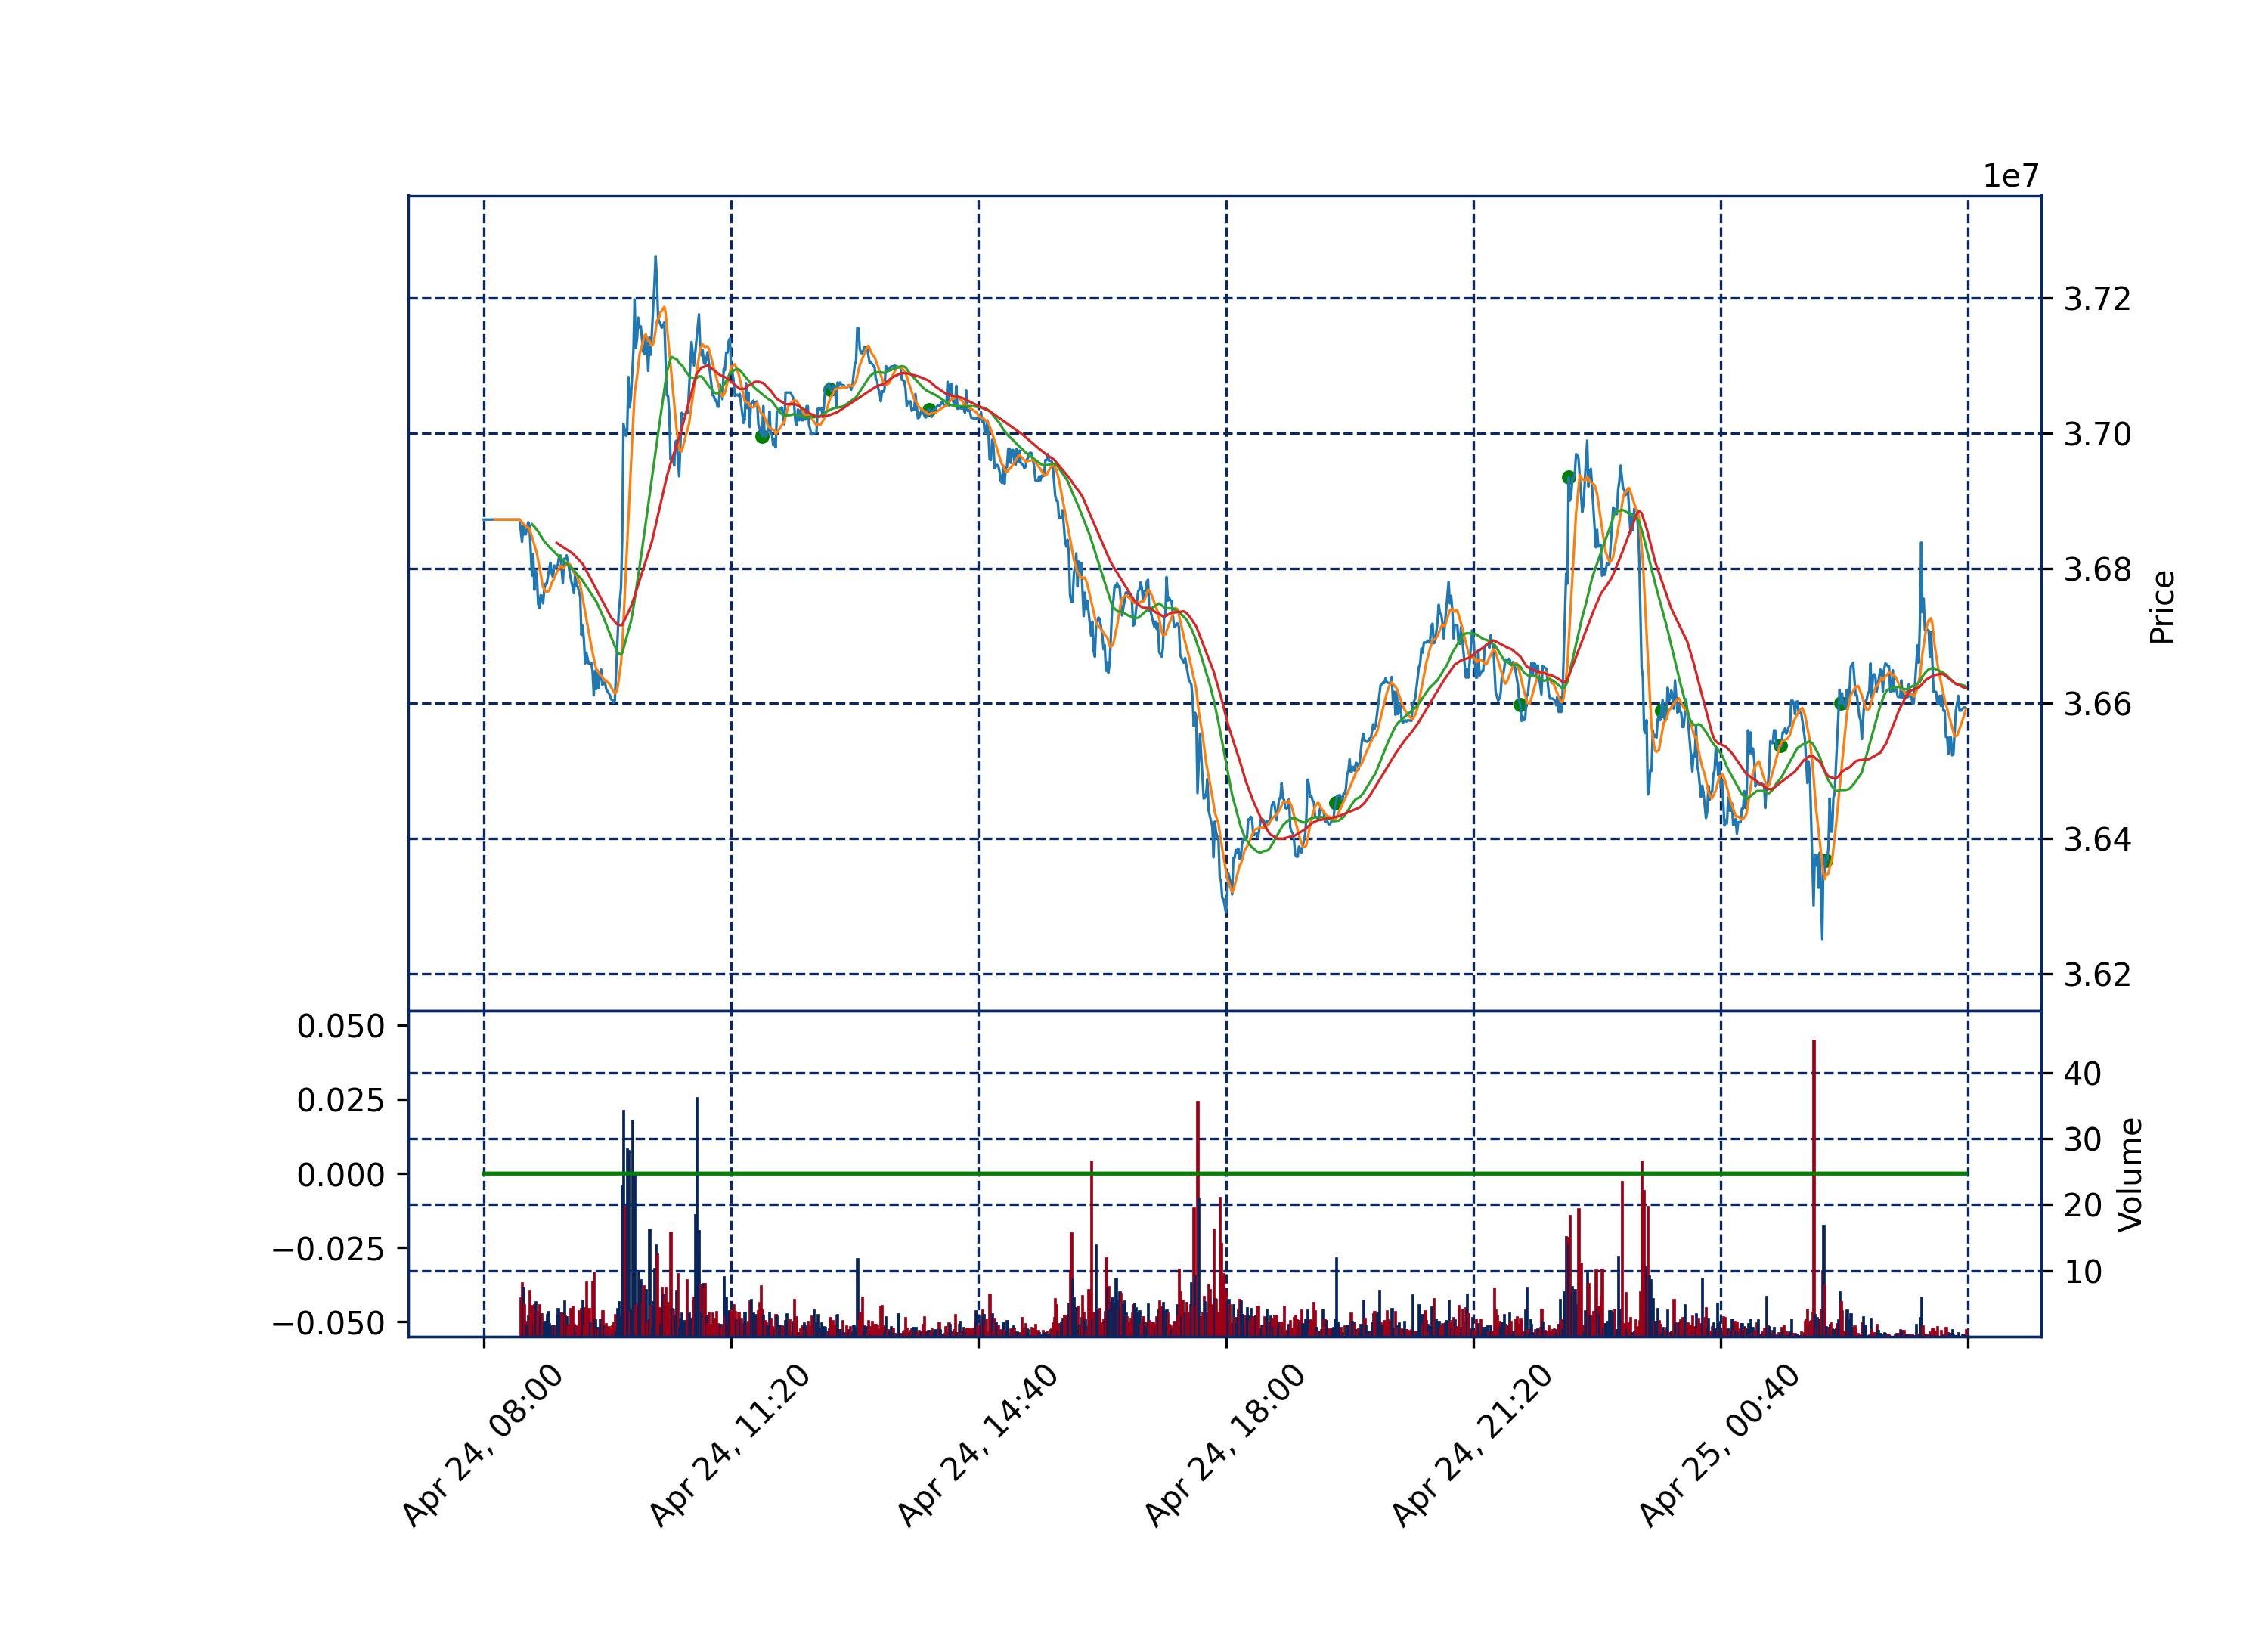 1e7
3.72
3.70
3.68
3.66
3.64
3.62
Price
0.050
0.025
0.000
−0.025
−0.050
40
30
20
10
Volume
Apr 24, 08:00
Apr 24, 11:20
Apr 24, 14:40
Apr 24, 18:00
Apr 24, 21:20
Apr 25, 00:40